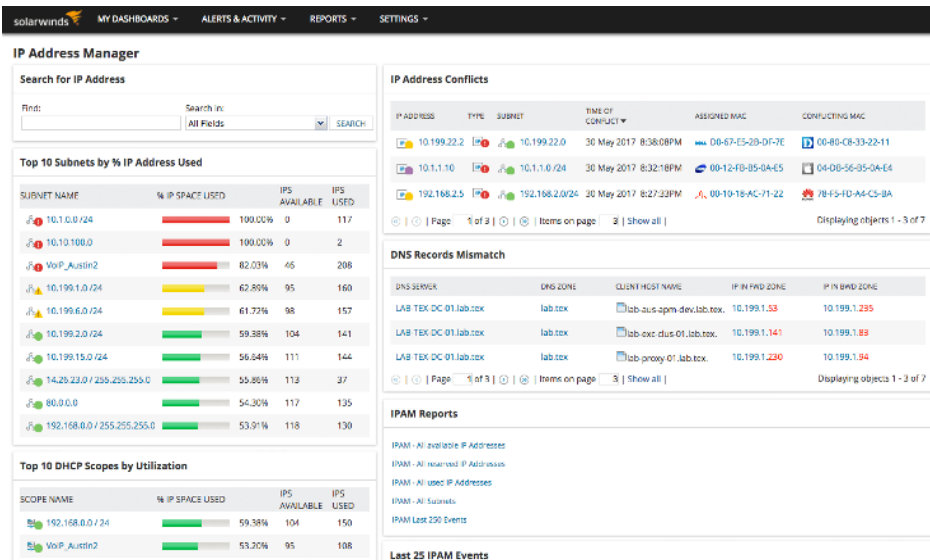 solarwinds MY DASHBOARDS ALERTS & ACTIVITY REPORTS SETTINGS
IP Address Manager
Search for IP Address
Find: Search in:
All Fields SEARCH
Top 10 Subnets by % IP Address Used
SUBNET NAME % IP SPACE USED IPS AVAILABLE IPS USED
10.1.0.0 /24 100.00% 0 117
10.10.100.0 100.00% 0 2
VoIP_Austin2 82.03% 46 208
10.199.1.0 /24 62.89% 95 160
10.199.6.0 /24 61.72% 98 157
10.199.2.0 /24 59.38% 104 141
10.199.15.0 /24 56.64% 111 144
14.26.23.0 / 255.255.255.0 55.86% 113 37
80.0.0.0 54.30% 117 135
192.168.0.0 / 255.255.255.0 53.91% 118 130
Top 10 DHCP Scopes by Utilization
SCOPE NAME % IP SPACE USED IPS AVAILABLE IPS USED
192.168.0.0 / 24 59.38% 104 150
VoIP_Austin2 53.20% 95 108
IP Address Conflicts
IP ADDRESS TYPE SUBNET TIME OF CONFLICT ASSIGNED MAC CONFLICTING MAC
10.199.22.2 10.199.22.0 30 May 2017 8:38:08PM D0-67-E5-2B-DF-7E 00-80-C8-33-22-11
10.1.1.10 10.1.1.0 /24 30 May 2017 8:32:18PM 00-12-FB-B5-0A-E5 04-D8-56-B5-0A-E4
192.168.2.5 192.168.2.0/24 30 May 2017 8:27:33PM 00-10-18-AC-71-22 78-F5-FD-A4-C5-BA
| Page 1 of 3 | | Items on page 3 | Show all | Displaying objects 1 - 3 of 7
DNS Records Mismatch
DNS SERVER DNS ZONE CLIENT HOST NAME IP IN FWD ZONE IP IN BWD ZONE
LAB-TEX-DC-01.lab.tex lab.tex lab-aus-apm-dev.lab.tex. 10.199.1.53 10.199.1.235
LAB-TEX-DC-01.lab.tex lab.tex lab-exc-clus-01.lab.tex. 10.199.1.141 10.199.1.83
LAB-TEX-DC-01.lab.tex lab.tex lab-proxy-01.lab.tex. 10.199.1.230 10.199.1.94
| Page 1 of 3 | | Items on page 3 | Show all | Displaying objects 1 - 3 of 7
IPAM Reports
IPAM - All available IP Addresses
IPAM - All reserved IP Addresses
IPAM - All used IP Addresses
IPAM - All Subnets
IPAM Last 250 Events
Last 25 IPAM Events